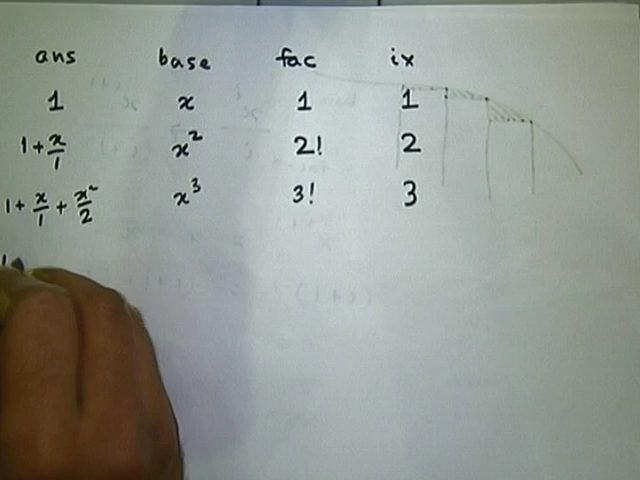 ans base fac ix
1 x 1 1
1 + x/1 x² 2! 2
1 + x/1 + x²/2 x³ 3! 3